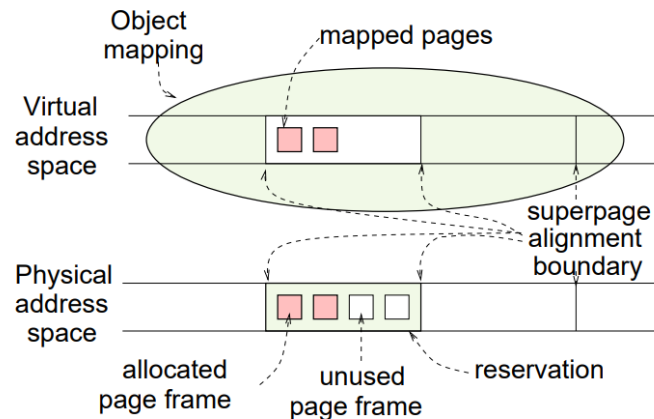 Object
mapping
mapped pages
Virtual
address
space
superpage
alignment
boundary
Physical
address
space
allocated
page frame
unused
page frame
reservation